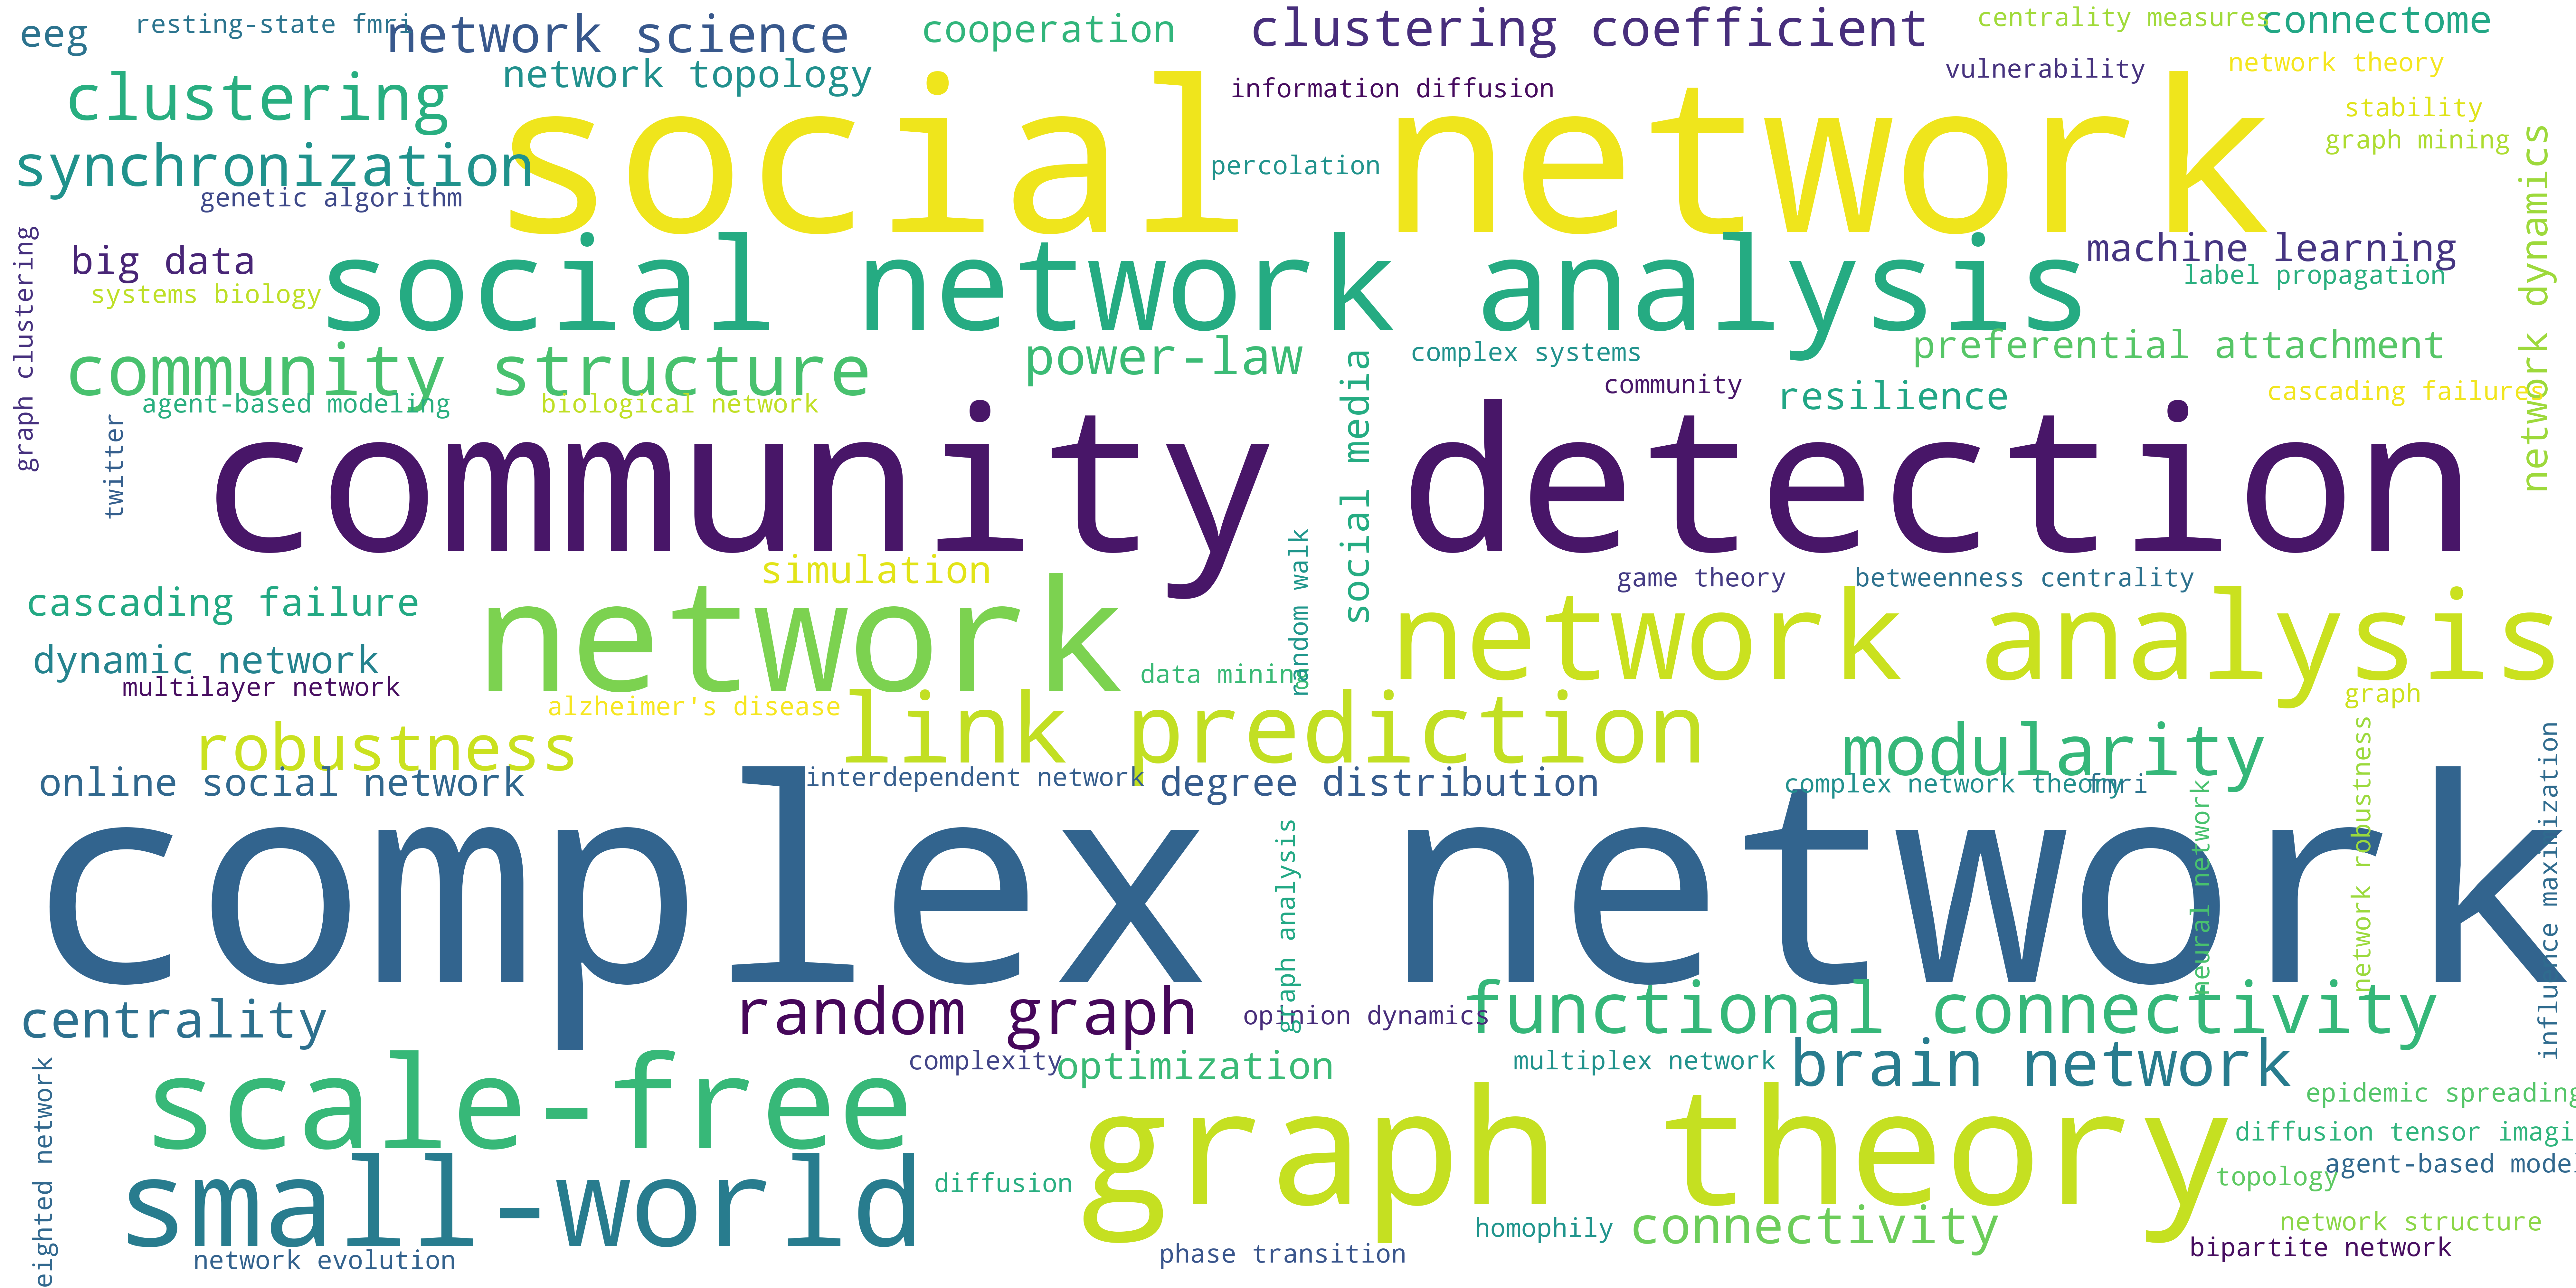 eeg
resting-state fmri
network science
cooperation
clustering coefficient
centrality measures
connectome
clustering
network topology
information diffusion
vulnerability
network theory
social network
stability
graph mining
synchronization
percolation
genetic algorithm
network dynamics
graph clustering
big data
systems biology
social network analysis
machine learning
label propagation
community structure
power-law
complex systems
preferential attachment
social media
community
resilience
cascading failures
agent-based modeling
biological network
twitter
community detection
random walk
simulation
game theory
betweenness centrality
cascading failure
network
network analysis
dynamic network
multilayer network
data mining
alzheimer's disease
link prediction
graph
robustness
modularity
network robustness
influence maximization
online social network
interdependent network
degree distribution
complex network theory
fmri
neural network
complex network
graph analysis
centrality
random graph
opinion dynamics
functional connectivity
scale-free
complexity
optimization
multiplex network
brain network
eighted network
graph theory
epidemic spreading
diffusion tensor imagi
agent-based model
topology
small-world
diffusion
homophily
connectivity
network structure
network evolution
phase transition
bipartite network